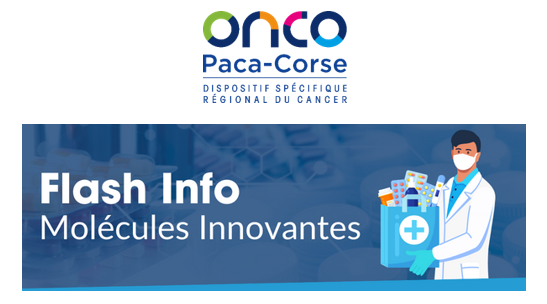 onco
Paca-Corse
DISPOSITIF SPÉCIFIQUE
RÉGIONAL DU CANCER
Flash Info
Molécules Innovantes